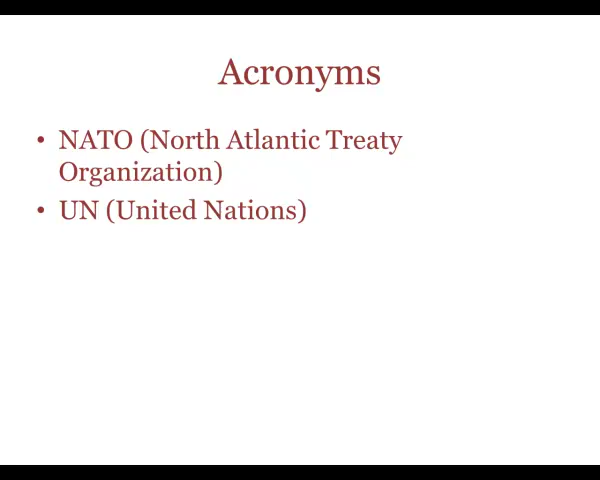 Acronyms
• NATO (North Atlantic Treaty
Organization)
• UN (United Nations)